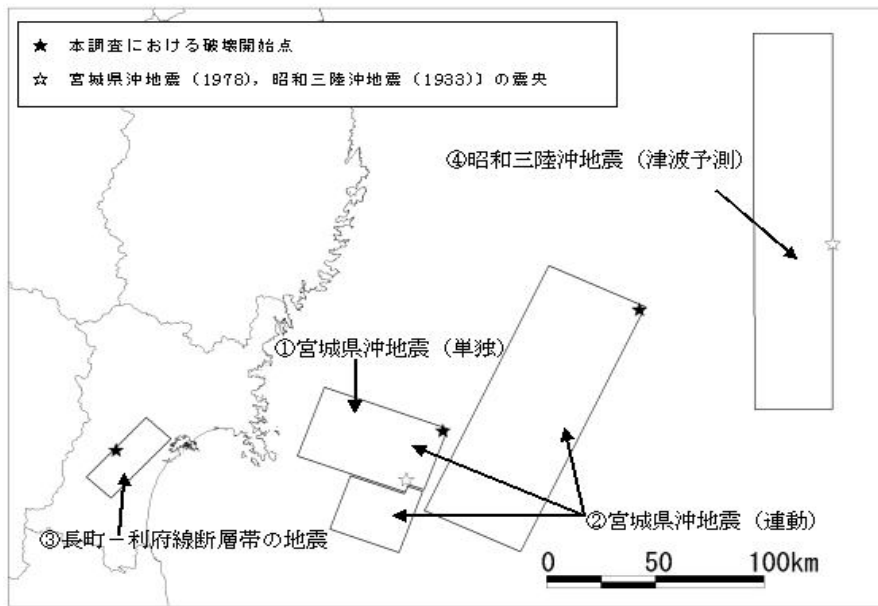 ★ 本調査における破壊開始点
☆ 宮城県沖地震（1978），昭和三陸沖地震（1933）〕の震央
④昭和三陸沖地震（津波予測）
①宮城県沖地震（単独）
②宮城県沖地震（連動）
③長町－利府線断層帯の地震
0 50 100km